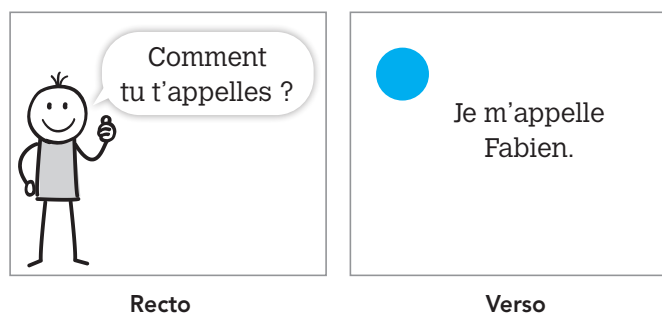 Comment
tu t'appelles ?
Je m’appelle
Fabien.
Recto
Verso